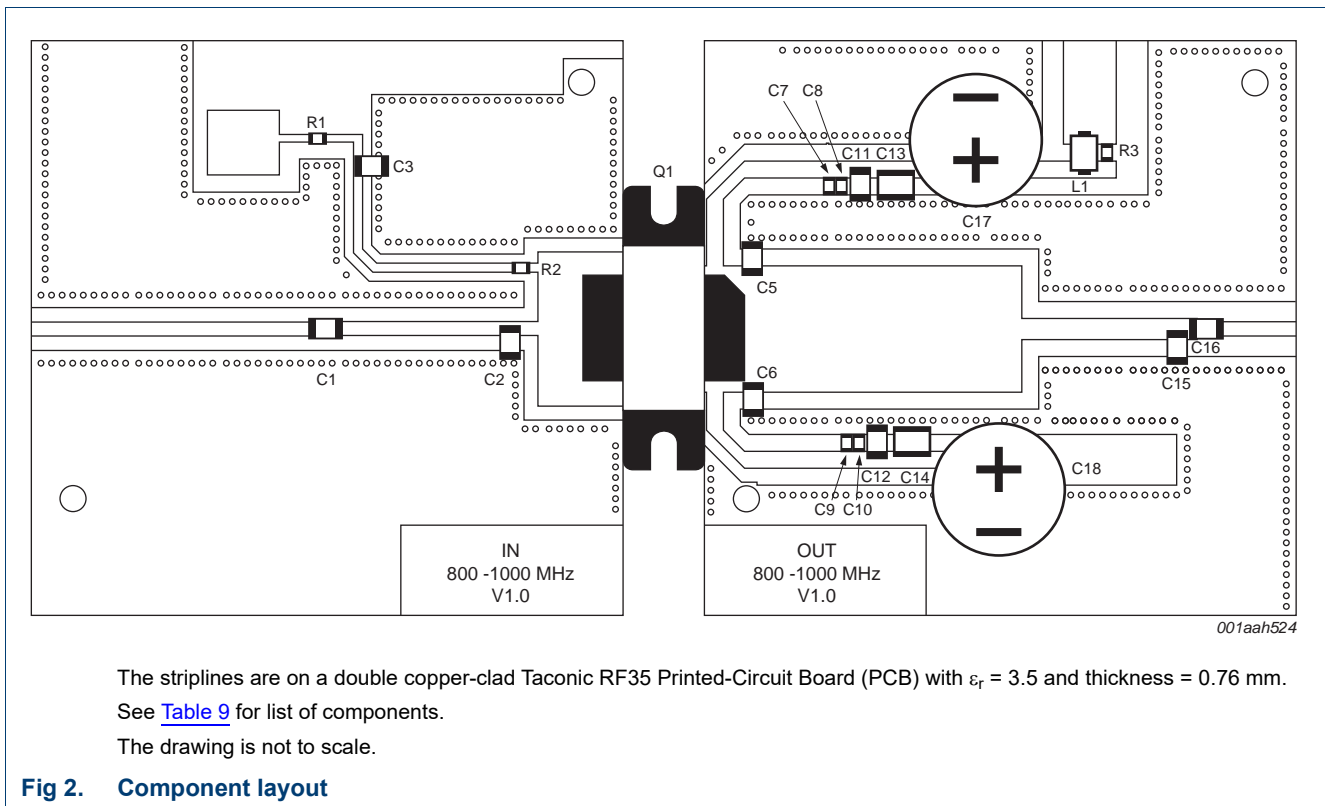 C7 C8
R1
C3
Q1
C11 C13
R3
L1
C17
R2
C5
C1
C2
C16
C15
C6
C12 C14
C18
C9 C10
IN
800 -1000 MHz
V1.0
OUT
800 -1000 MHz
V1.0
001aah524
The striplines are on a double copper-clad Taconic RF35 Printed-Circuit Board (PCB) with εr = 3.5 and thickness = 0.76 mm.
See Table 9 for list of components.
The drawing is not to scale.
Fig 2. Component layout